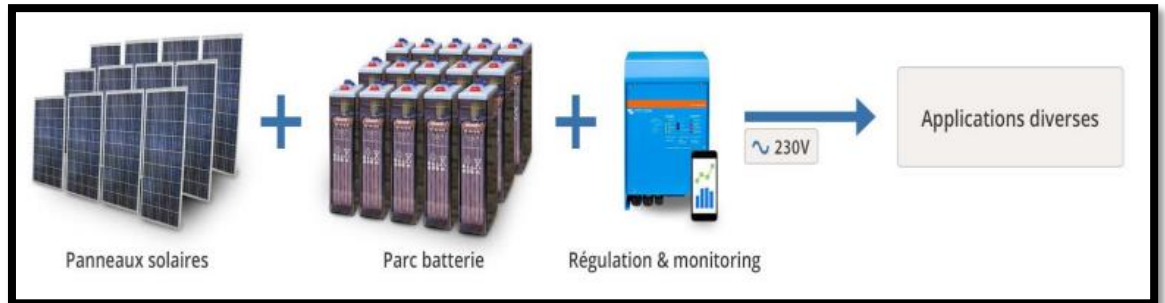 Panneaux solaires
Parc batterie
Régulation & monitoring
230V
Applications diverses